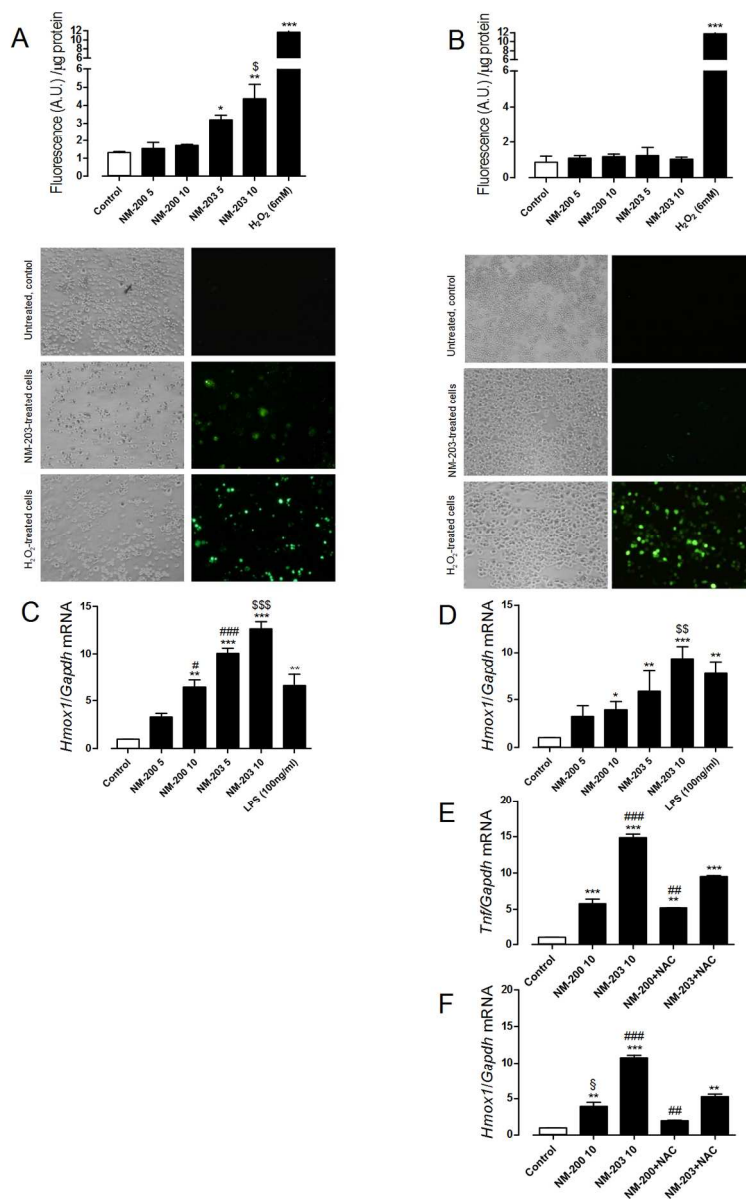 A
Fluorescence (A.U.) /µg protein
12
10
8
6
5
4
3
2
1
0
***
$
**
*
Control
NM-200 5
NM-200 10
NM-203 5
NM-203 10
H₂O₂ (6mM)
B
Fluorescence (A.U.) /µg protein
12
10
8
6
4
2
0
***
Control
NM-200 5
NM-200 10
NM-203 5
NM-203 10
H₂O₂ (6mM)
Untreated, control
NM-203-treated cells
H₂O₂-treated cells
Untreated, control
NM-203-treated cells
H₂O₂-treated cells
C
Hmox1/Gapdh mRNA
15
10
5
0
#
**
###
***
$$$
***
**
Control
NM-200 5
NM-200 10
NM-203 5
NM-203 10
LPS (100ng/ml)
D
Hmox1/Gapdh mRNA
15
10
5
0
*
**
$$
***
**
Control
NM-200 5
NM-200 10
NM-203 5
NM-203 10
LPS (100ng/ml)
E
Tnf/Gapdh mRNA
20
15
10
5
0
***
###
***
##
**
***
Control
NM-200 10
NM-203 10
NM-200+NAC
NM-203+NAC
F
Hmox1/Gapdh mRNA
20
15
10
5
0
§
**
###
***
##
**
Control
NM-200 10
NM-203 10
NM-200+NAC
NM-203+NAC